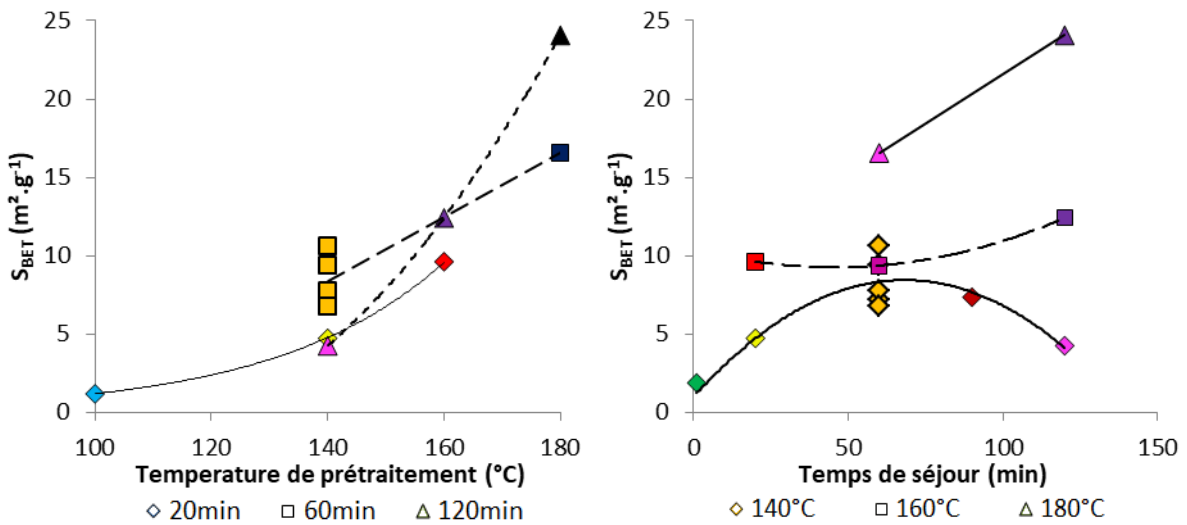 25
20
15
10
5
0
S_BET (m²·g⁻¹)
100 120 140 160 180
Temperature de prétraitement (°C)
20min 60min 120min
25
20
15
10
5
0
S_BET (m²·g⁻¹)
0 50 100 150
Temps de séjour (min)
140°C 160°C 180°C